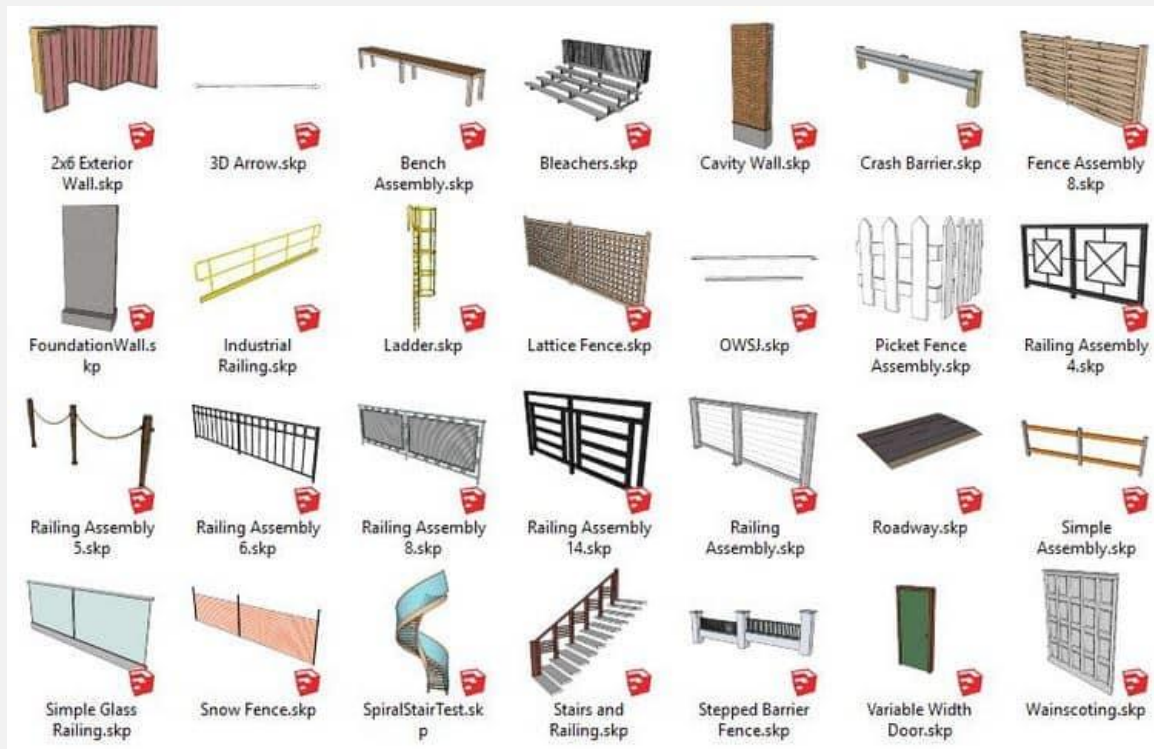 2x6 Exterior
Wall.skp
3D Arrow.skp
Bench
Assembly.skp
Bleachers.skp
Cavity Wall.skp
Crash Barrier.skp
Fence Assembly
8.skp
FoundationWall.s
kp
Industrial
Railing.skp
Ladder.skp
Lattice Fence.skp
OWSJ.skp
Picket Fence
Assembly.skp
Railing Assembly
4.skp
Railing Assembly
5.skp
Railing Assembly
6.skp
Railing Assembly
8.skp
Railing Assembly
14.skp
Railing
Assembly.skp
Roadway.skp
Simple
Assembly.skp
Simple Glass
Railing.skp
Snow Fence.skp
SpiralStairTest.sk
p
Stairs and
Railing.skp
Stepped Barrier
Fence.skp
Variable Width
Door.skp
Wainscoting.skp